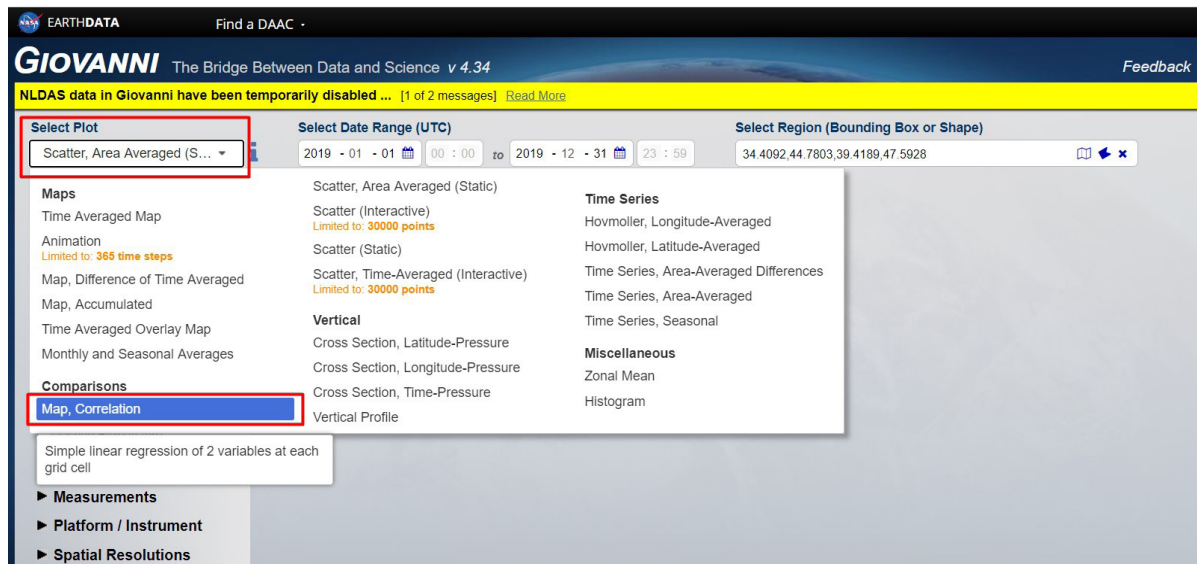 NASA EARTHDATA Find a DAAC
GIOVANNI The Bridge Between Data and Science v 4.34 Feedback
NLDAS data in Giovanni have been temporarily disabled ... [1 of 2 messages] Read More
Select Plot
Scatter, Area Averaged (S...
Select Date Range (UTC)
2019 - 01 - 01 00 : 00 to 2019 - 12 - 31 23 : 59
Select Region (Bounding Box or Shape)
34.4092,44.7803,39.4189,47.5928
Maps
Time Averaged Map
Animation
Limited to: 365 time steps
Map, Difference of Time Averaged
Map, Accumulated
Time Averaged Overlay Map
Monthly and Seasonal Averages
Comparisons
Map, Correlation
Simple linear regression of 2 variables at each
grid cell
Scatter, Area Averaged (Static)
Scatter (Interactive)
Limited to: 30000 points
Scatter (Static)
Scatter, Time-Averaged (Interactive)
Limited to: 30000 points
Vertical
Cross Section, Latitude-Pressure
Cross Section, Longitude-Pressure
Cross Section, Time-Pressure
Vertical Profile
Time Series
Hovmoller, Longitude-Averaged
Hovmoller, Latitude-Averaged
Time Series, Area-Averaged Differences
Time Series, Area-Averaged
Time Series, Seasonal
Miscellaneous
Zonal Mean
Histogram
Measurements
Platform / Instrument
Spatial Resolutions